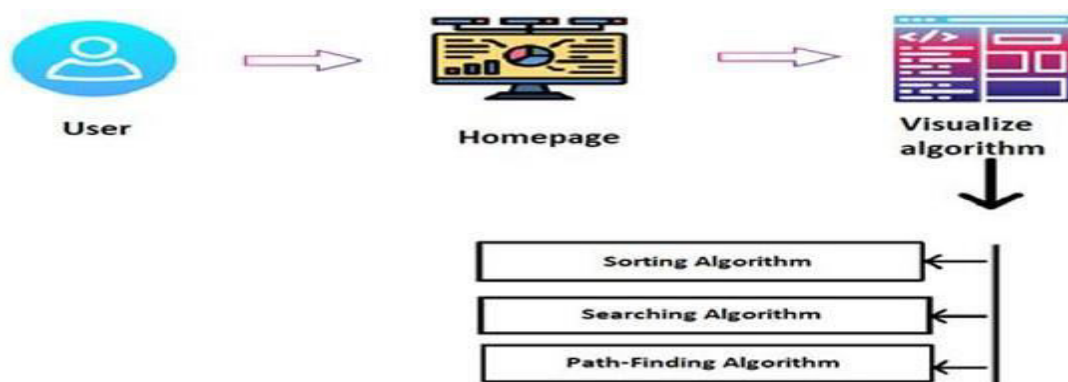 User
Homepage
Visualize
algorithm
Sorting Algorithm
Searching Algorithm
Path-Finding Algorithm